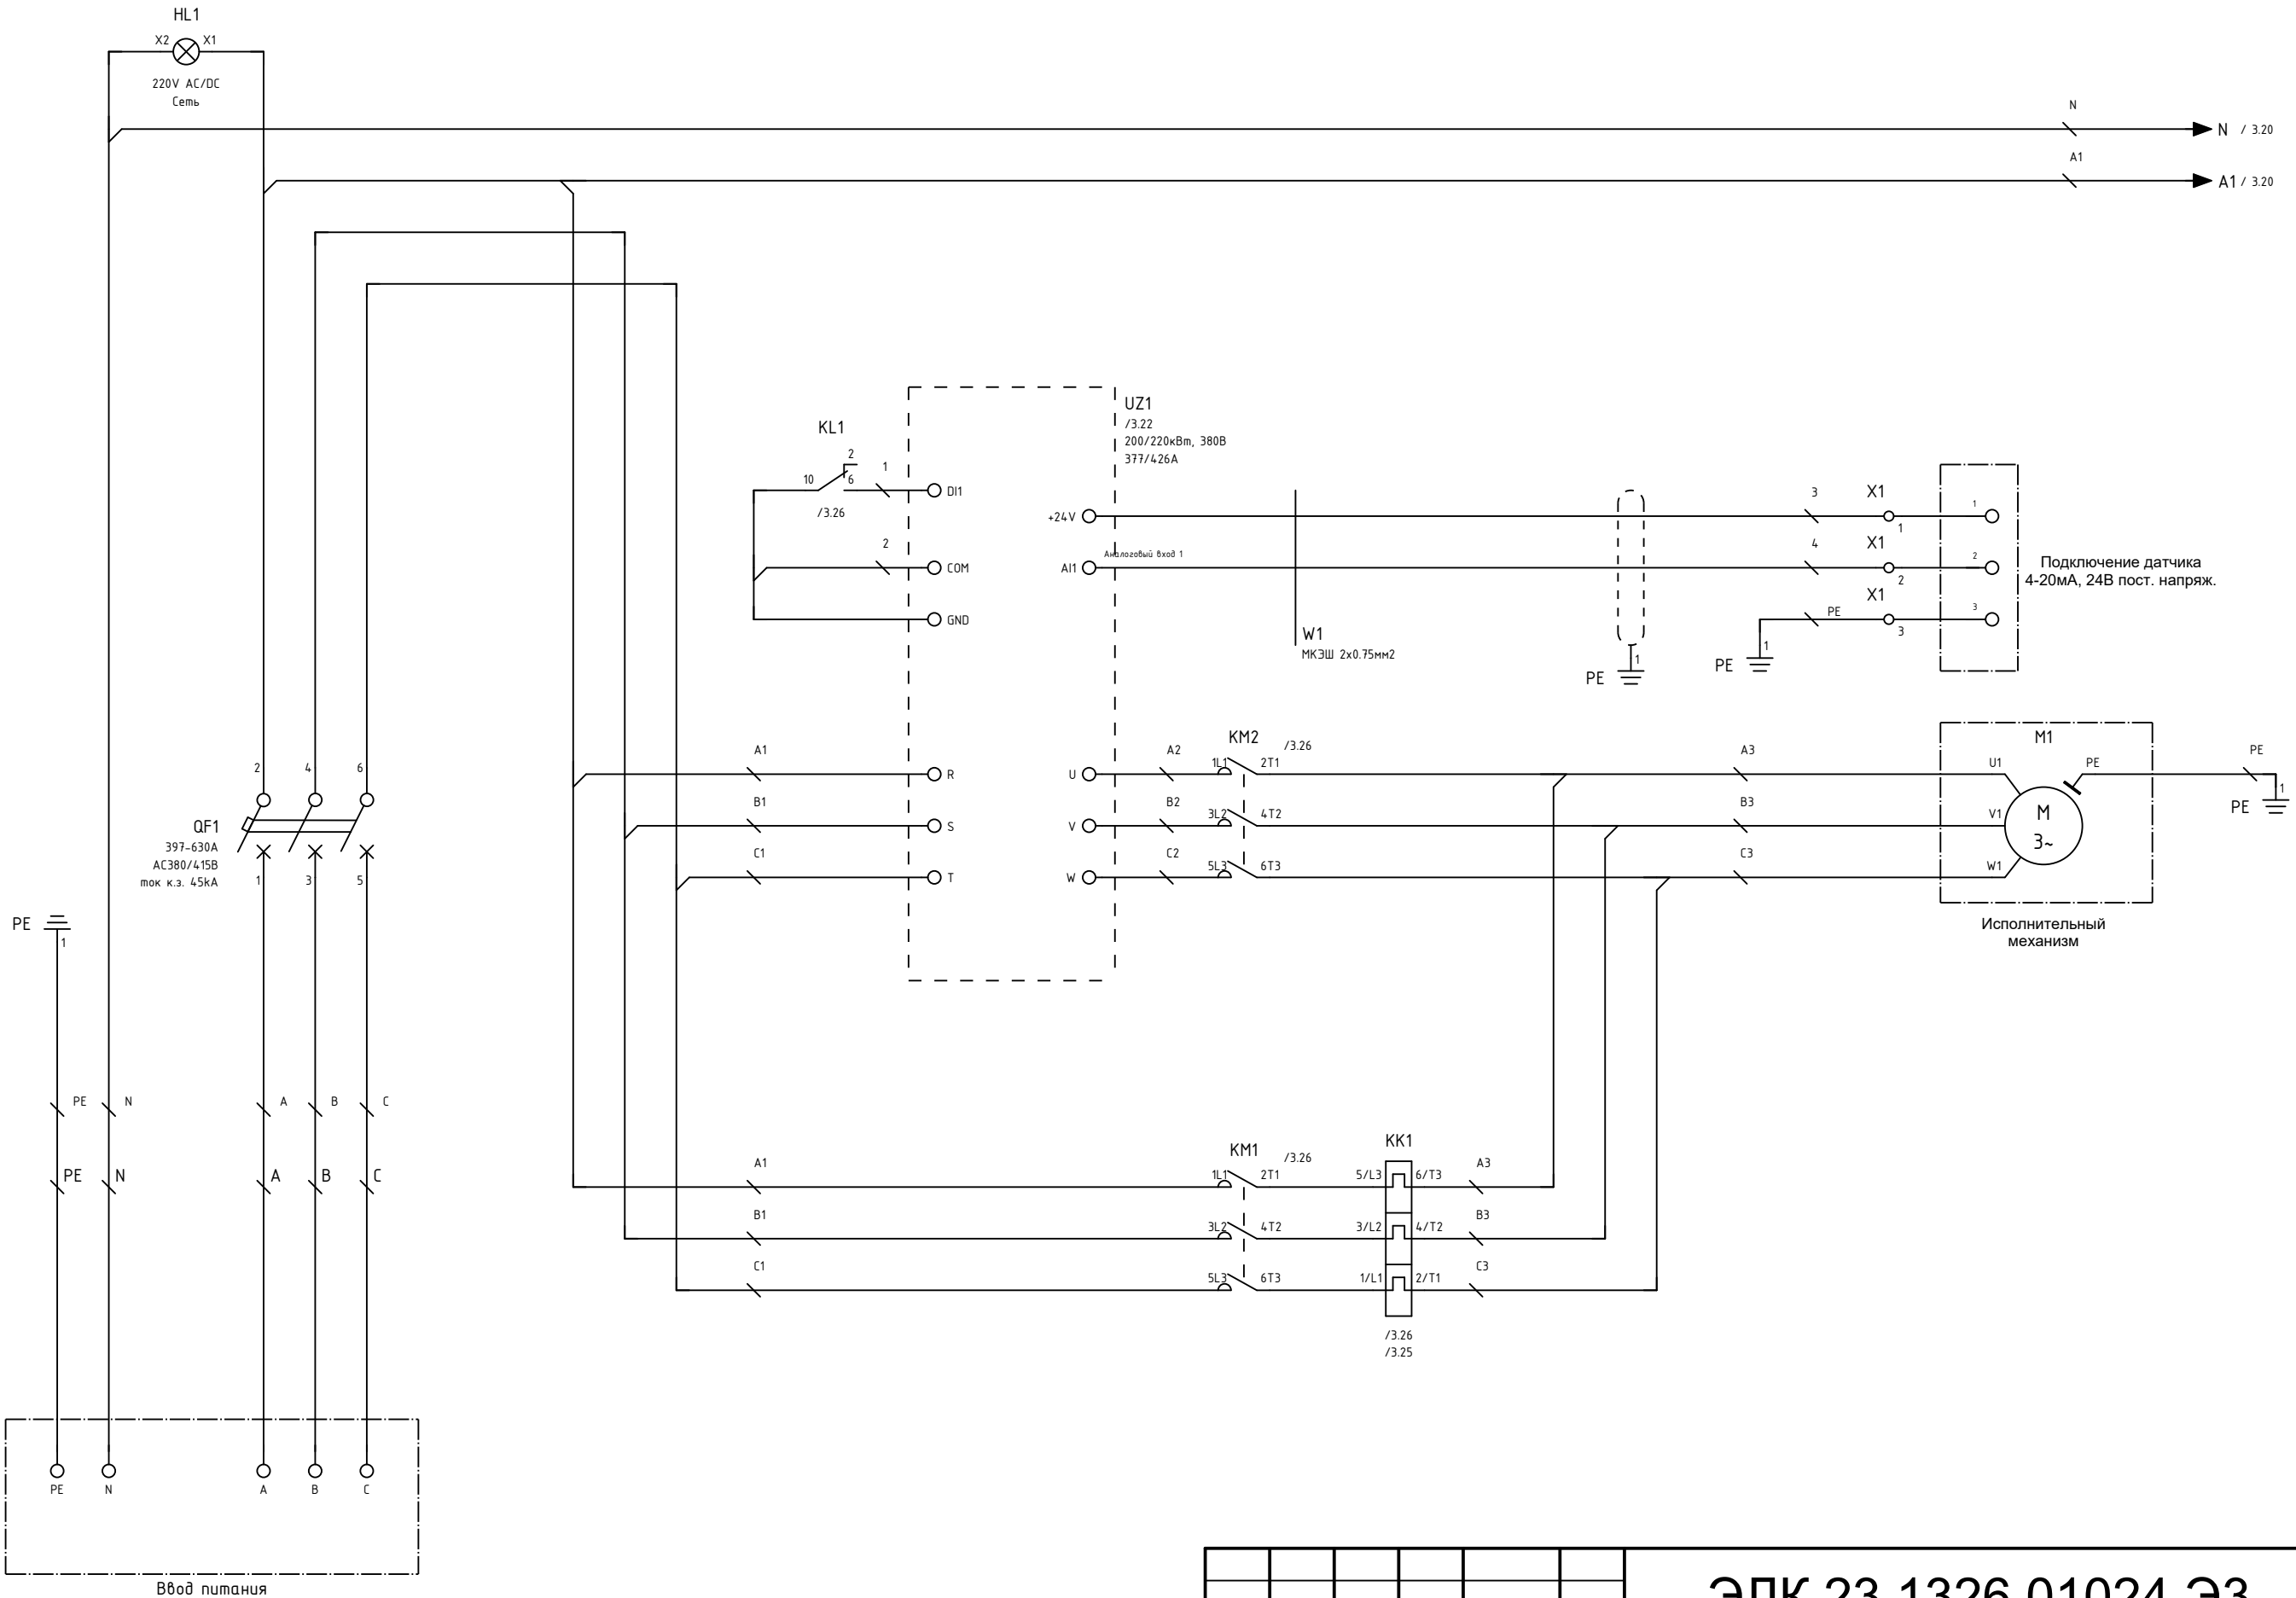 HL1
X2 X1
220V AC/DC
Сеть
N
N / 3.20
A1
A1 / 3.20
UZ1
/3.22
200/220кВт, 380В
377/426А
KL1
2
10 6 1
DI1
/3.26
2
COM
GND
+24V
Аналоговый вход 1
AI1
W1
МКЭШ 2х0.75мм2
PE 1
3 X1 1 1
4 X1 2 2
PE X1 3 3
PE 1
Подключение датчика
4-20мА, 24В пост. напряж.
A1 R U A2
KM2 /3.26
1L1 2T1 A3
B1 S V B2 3L2 4T2 B3
C1 T W C2 5L3 6T3 C3
M1
U1 PE PE
V1 M
3~
W1
PE 1
Исполнительный
механизм
2 4 6
QF1
397-630А
АС380/415В
ток к.з. 45kA
1 3 5
PE 1
PE N A B C
PE N A B C
KM1 /3.26 KK1
A1 1L1 2T1 5/L3 6/T3 A3
B1 3L2 4T2 3/L2 4/T2 B3
C1 5L3 6T3 1/L1 2/T1 C3
/3.26
/3.25
PE N A B C
Ввод питания
ЭЛК.23.1326.01024.Э3